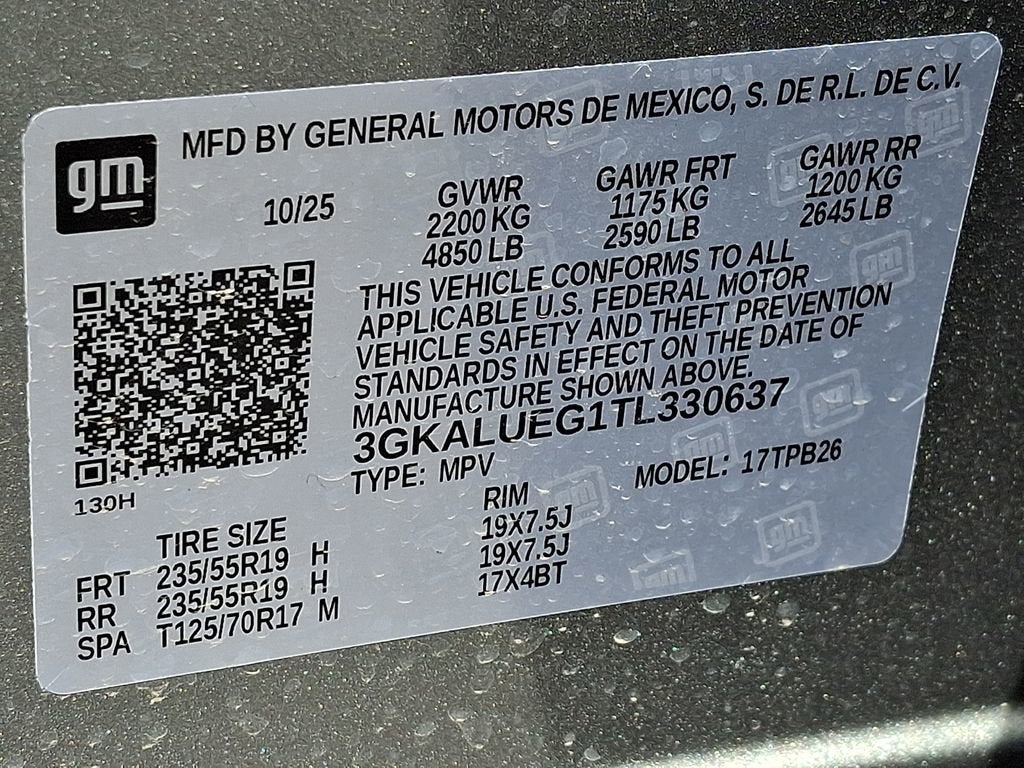 gm
MFD BY GENERAL MOTORS DE MEXICO, S. DE R.L. DE C.V.
10/25
GVWR
2200 KG
4850 LB
GAWR FRT
1175 KG
2590 LB
GAWR RR
1200 KG
2645 LB
THIS VEHICLE CONFORMS TO ALL
APPLICABLE U.S. FEDERAL MOTOR
VEHICLE SAFETY AND THEFT PREVENTION
STANDARDS IN EFFECT ON THE DATE OF
MANUFACTURE SHOWN ABOVE.
3GKALUEG1TL330637
TYPE: MPV MODEL: 17TPB26
130H
TIRE SIZE RIM
FRT 235/55R19 H 19X7.5J
RR 235/55R19 H 19X7.5J
SPA T125/70R17 M 17X4BT